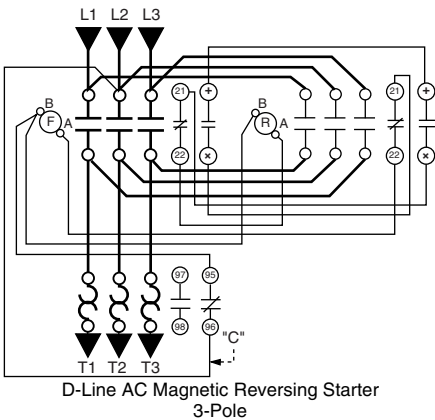 L1 L2 L3
21 + 21 +
B B
F A R A
22 × 22 ×
97 95
98 96 "C"
T1 T2 T3
D-Line AC Magnetic Reversing Starter
3-Pole